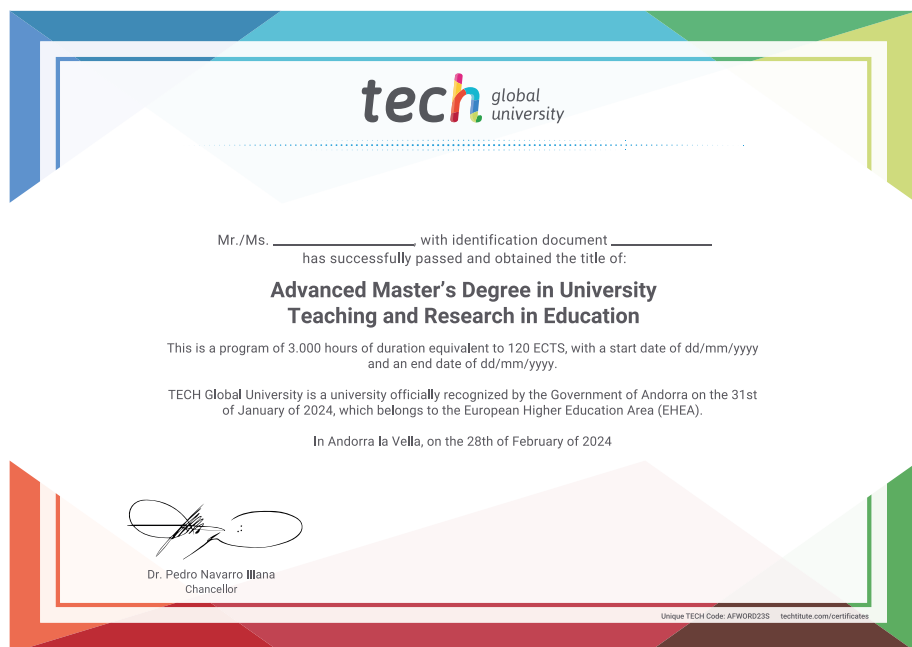 tech global university
Mr./Ms. ____________, with identification document ____________
has successfully passed and obtained the title of:
Advanced Master's Degree in University
Teaching and Research in Education
This is a program of 3.000 hours of duration equivalent to 120 ECTS, with a start date of dd/mm/yyyy
and an end date of dd/mm/yyyy.
TECH Global University is a university officially recognized by the Government of Andorra on the 31st
of January of 2024, which belongs to the European Higher Education Area (EHEA).
In Andorra la Vella, on the 28th of February of 2024
Dr. Pedro Navarro Illana
Chancellor
Unique TECH Code: AFWORD23S techtitute.com/certificates